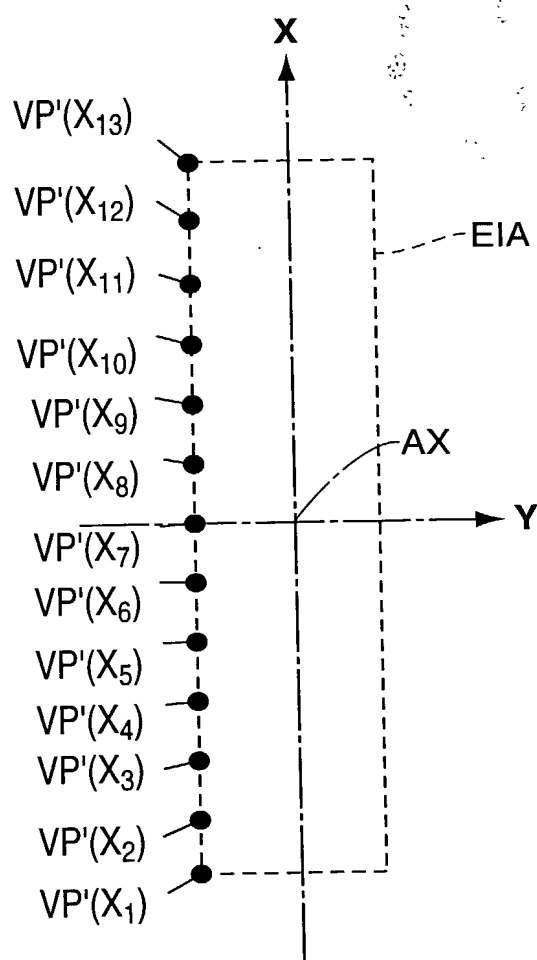 X
VP'(X13)
VP'(X12)
EIA
VP'(X11)
VP'(X10)
VP'(X9)
AX
VP'(X8)
Y
VP'(X7)
VP'(X6)
VP'(X5)
VP'(X4)
VP'(X3)
VP'(X2)
VP'(X1)